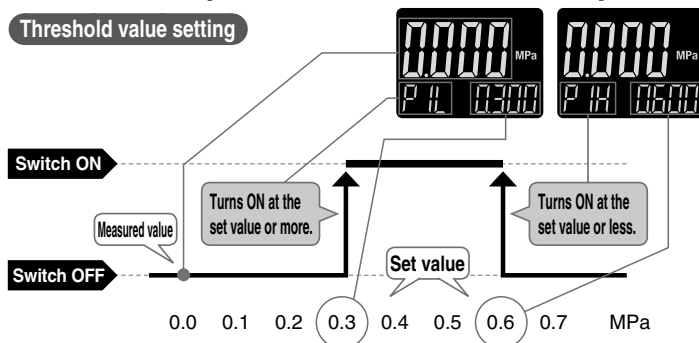 Threshold value setting
0.000 MPa
P 1L 0.300
0.000 MPa
P 1H 0.600
Switch ON
Turns ON at the
set value or more.
Turns ON at the
set value or less.
Measured value
Set value
Switch OFF
0.0 0.1 0.2 0.3 0.4 0.5 0.6 0.7 MPa